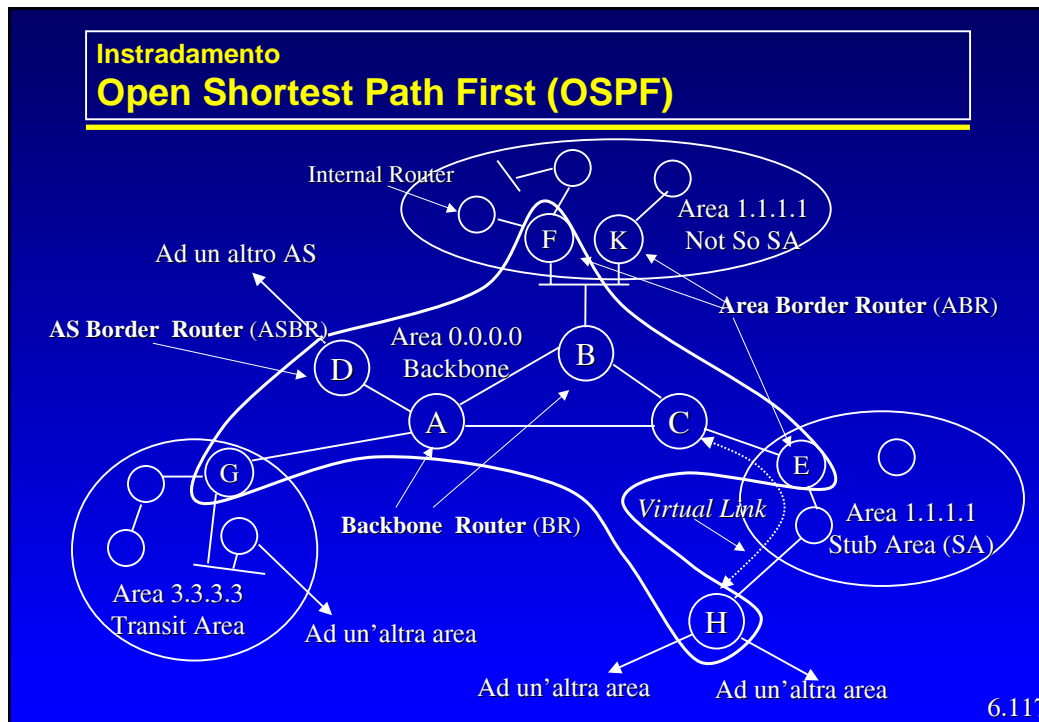 Instradamento
Open Shortest Path First (OSPF)
Internal Router
Area 1.1.1.1
Not So SA
F
K
Ad un altro AS
Area Border Router (ABR)
AS Border Router (ASBR)
Area 0.0.0.0
Backbone
B
D
A
C
G
E
Virtual Link
Backbone Router (BR)
Area 1.1.1.1
Stub Area (SA)
Area 3.3.3.3
Transit Area
H
Ad un'altra area
Ad un'altra area
Ad un'altra area
6.117